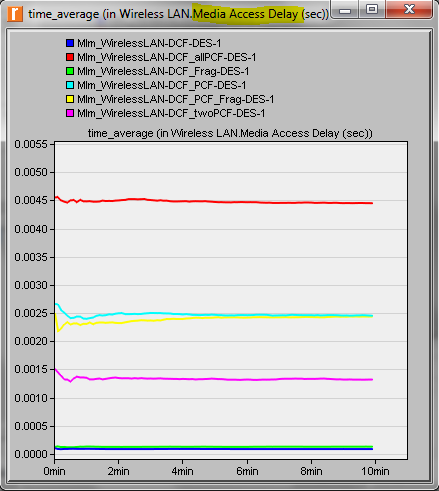 time_average (in Wireless LAN.Media Access Delay (sec))
Mlm_WirelessLAN-DCF-DES-1
Mlm_WirelessLAN-DCF_allPCF-DES-1
Mlm_WirelessLAN-DCF_Frag-DES-1
Mlm_WirelessLAN-DCF_PCF-DES-1
Mlm_WirelessLAN-DCF_PCF_Frag-DES-1
Mlm_WirelessLAN-DCF_twoPCF-DES-1
time_average (in Wireless LAN.Media Access Delay (sec))
0.0055
0.0050
0.0045
0.0040
0.0035
0.0030
0.0025
0.0020
0.0015
0.0010
0.0005
0.0000
0min 2min 4min 6min 8min 10min